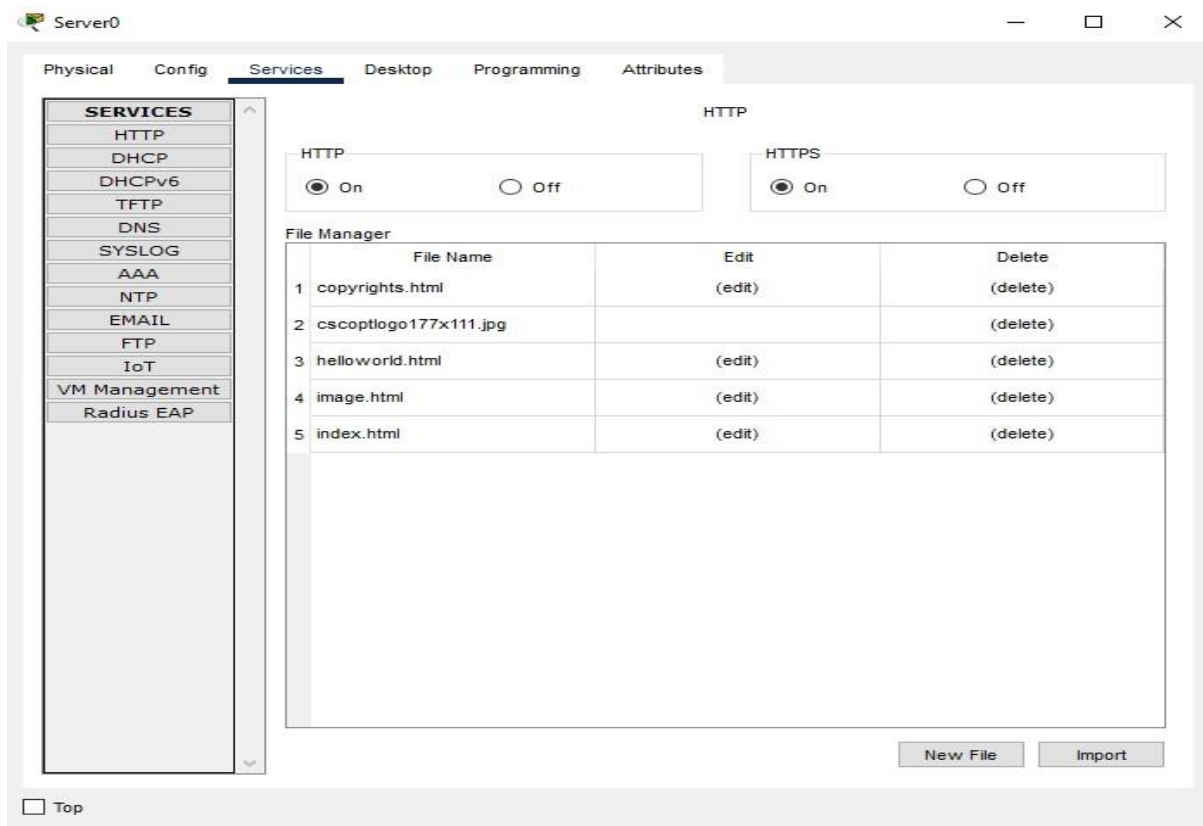 Server0
Physical Config Services Desktop Programming Attributes
SERVICES
HTTP
DHCP
DHCPv6
TFTP
DNS
SYSLOG
AAA
NTP
EMAIL
FTP
IoT
VM Management
Radius EAP
HTTP
HTTP
On Off
HTTPS
On Off
File Manager
File Name Edit Delete
1 copyrights.html (edit) (delete)
2 cscoptlogo177x111.jpg (delete)
3 helloworld.html (edit) (delete)
4 image.html (edit) (delete)
5 index.html (edit) (delete)
New File Import
Top